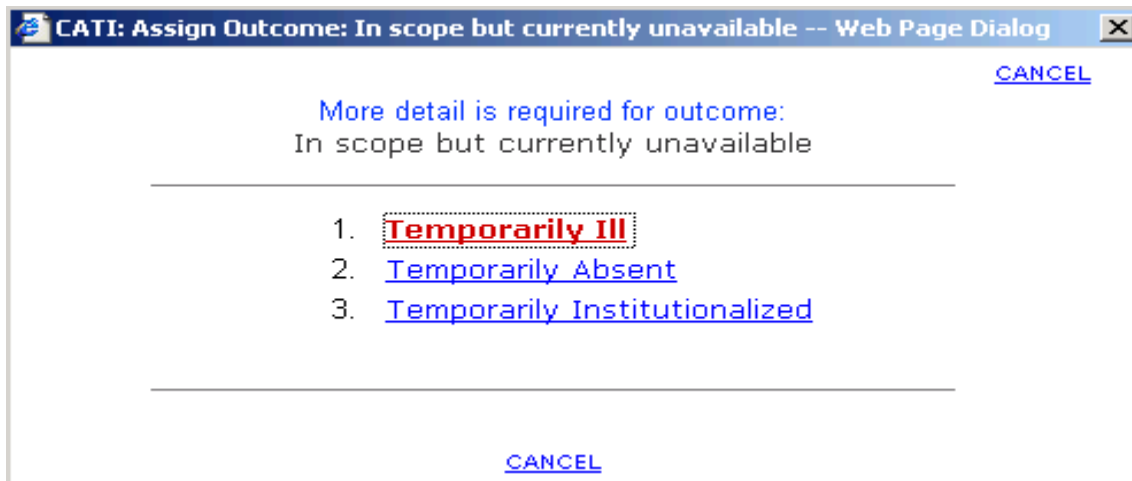 CATI: Assign Outcome: In scope but currently unavailable -- Web Page Dialog
CANCEL
More detail is required for outcome:
In scope but currently unavailable
1. Temporarily Ill
2. Temporarily Absent
3. Temporarily Institutionalized
CANCEL